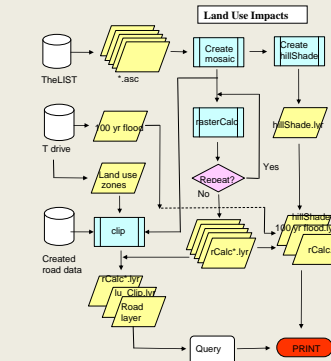 Land Use Impacts
TheLIST
*.asc
Create
mosaic
Create
hillShade
T drive
100 yr flood
rasterCalc
hillShade.lyr
Land use
zones
Repeat?
Yes
No
Created
road data
clip
rCalc*.lyr
hillShade
100 yr flood.ly
rCalc.
rCalc*.lyr
lu_Clip.lyr
Road
layer
Query
PRINT